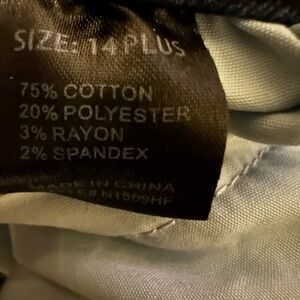 SIZE: 14 PLUS
75% COTTON
20% POLYESTER
3% RAYON
2% SPANDEX
MADE IN CHINA